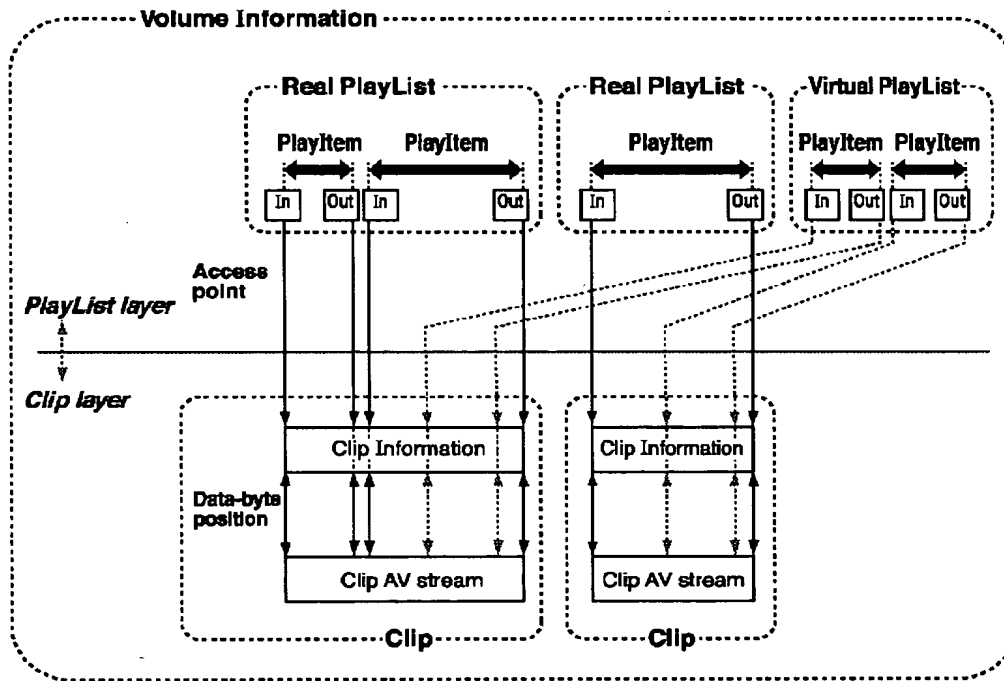 Volume Information
Real PlayList
Real PlayList
Virtual PlayList
PlayItem
PlayItem
PlayItem
PlayItem
PlayItem
In
Out
In
Out
In
Out
In
Out
In
Out
Access
point
PlayList layer
Clip layer
Clip Information
Clip Information
Data-byte
position
Clip AV stream
Clip AV stream
Clip
Clip